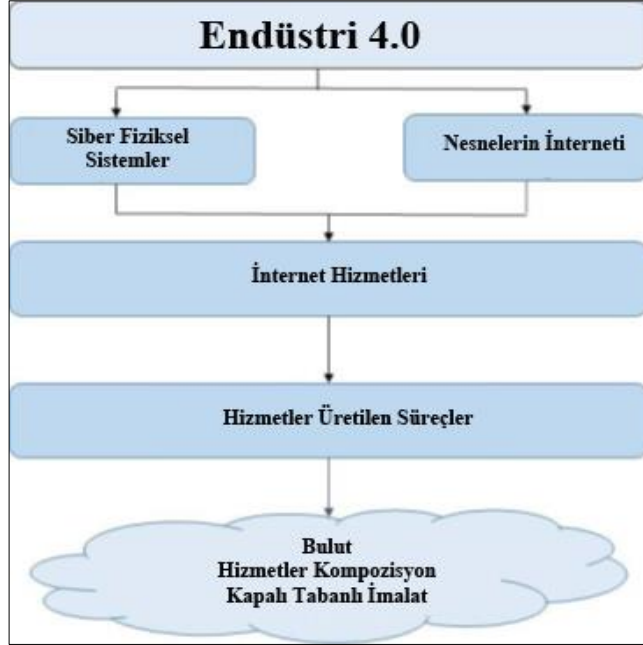 Endüstri 4.0
Siber Fiziksel
Sistemler
Nesnelerin İnterneti
İnternet Hizmetleri
Hizmetler Üretilen Süreçler
Bulut
Hizmetler Kompozisyon
Kapalı Tabanlı İmalat